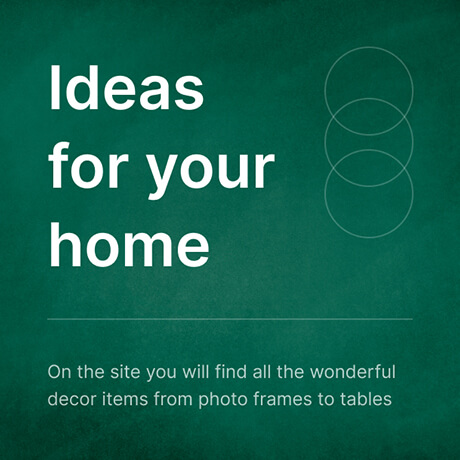 Ideas
for your
home
On the site you will find all the wonderful
decor items from photo frames to tables